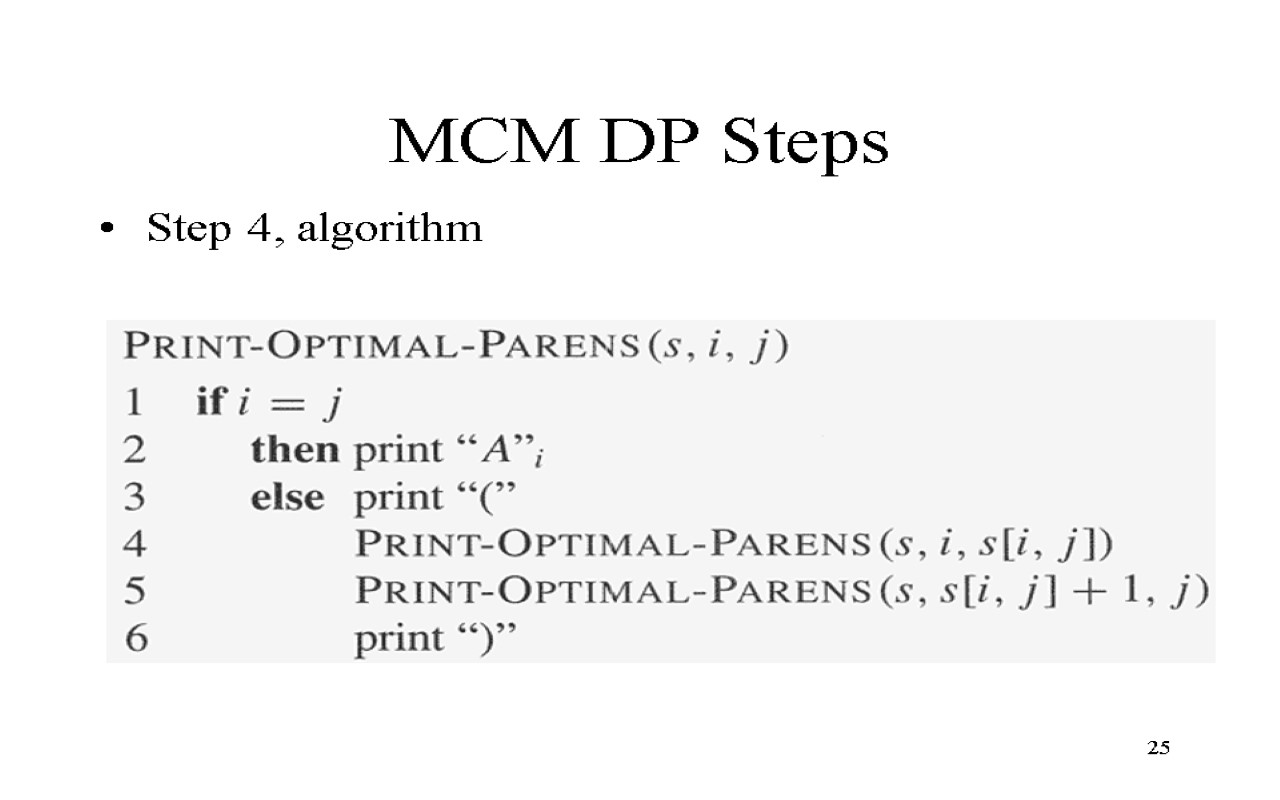 MCM DP Steps
• Step 4, algorithm
PRINT-OPTIMAL-PARENS(s, i, j)
1 if i = j
2 then print “A”i
3 else print “(”
4 PRINT-OPTIMAL-PARENS(s, i, s[i, j])
5 PRINT-OPTIMAL-PARENS(s, s[i, j] + 1, j)
6 print “)”
25